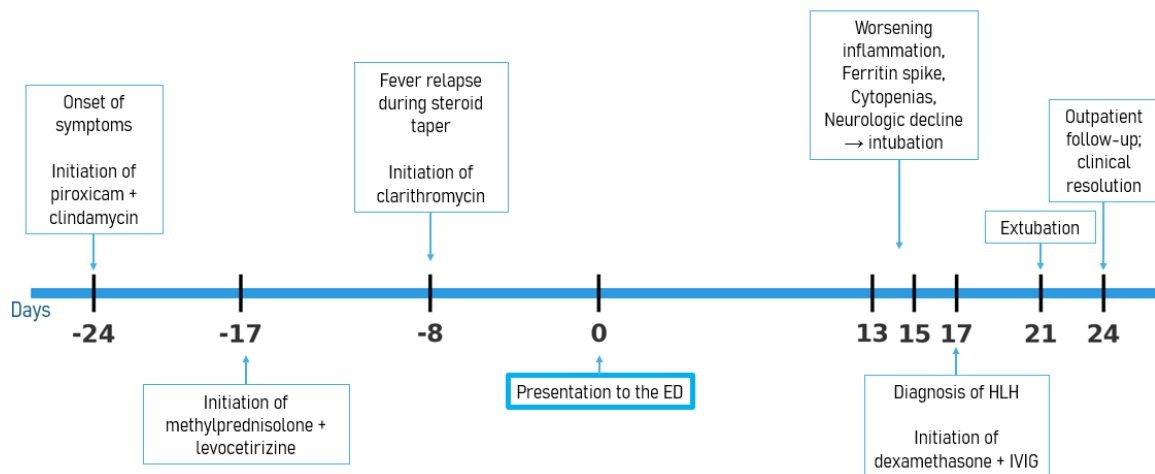 Onset of
symptoms
Initiation of
piroxicam +
clindamycin
Fever relapse
during steroid
taper
Initiation of
clarithromycin
Worsening
inflammation,
Ferritin spike,
Cytopenias,
Neurologic decline
→ intubation
Extubation
Outpatient
follow-up;
clinical
resolution
Days
-24 -17 -8 0 13 15 17 21 24
Initiation of
methylprednisolone +
levocetirizine
Presentation to the ED
Diagnosis of HLH
Initiation of
dexamethasone + IVIG